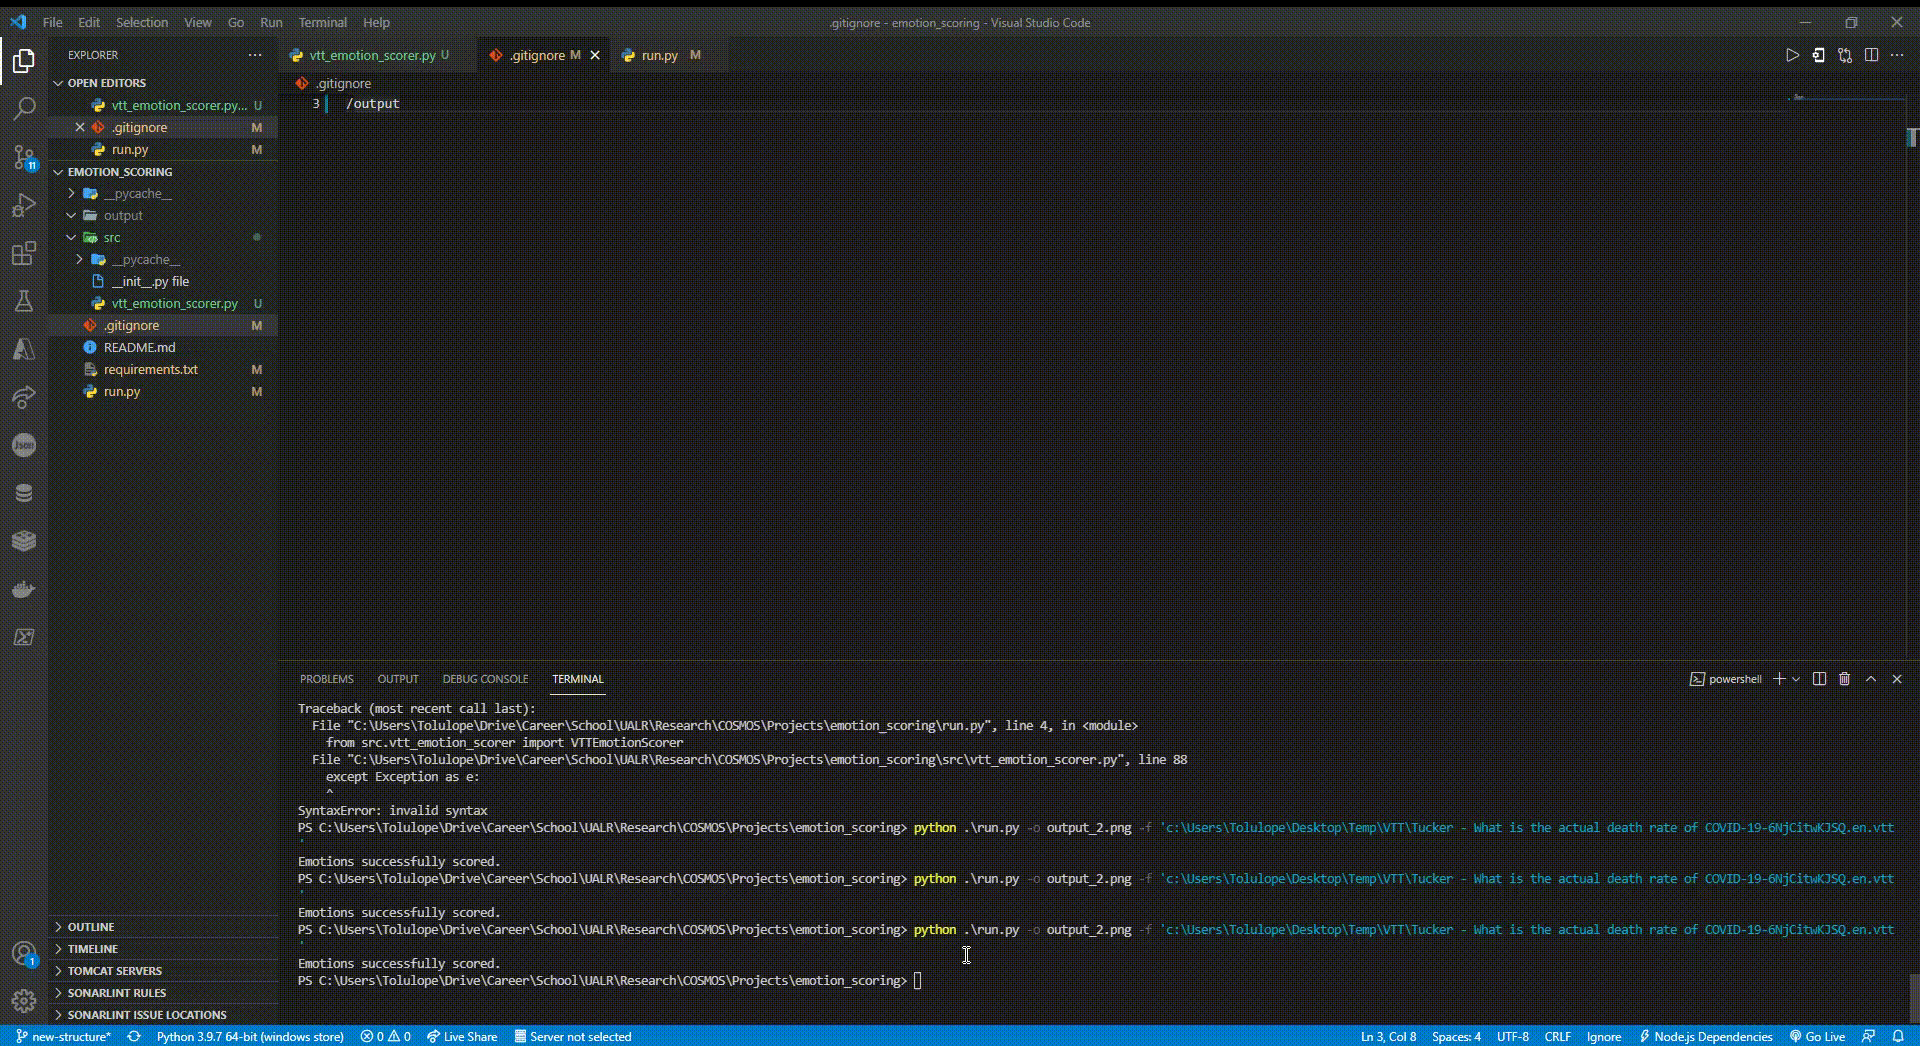 File Edit Selection View Go Run Terminal Help
.gitignore - emotion_scoring - Visual Studio Code
EXPLORER
vtt_emotion_scorer.py U
.gitignore M
run.py M
OPEN EDITORS
vtt_emotion_scorer.py... U
.gitignore M
run.py M
EMOTION_SCORING
__pycache__
output
src
__pycache__
__init__.py file
vtt_emotion_scorer.py U
.gitignore M
README.md
requirements.txt M
run.py M
11
Json
1
OUTLINE
TIMELINE
TOMCAT SERVERS
SONARLINT RULES
SONARLINT ISSUE LOCATIONS
.gitignore
3 /output
PROBLEMS OUTPUT DEBUG CONSOLE TERMINAL
powershell
Traceback (most recent call last):
File "C:\Users\Tolulope\Drive\Career\School\UALR\Research\COSMOS\Projects\emotion_scoring\run.py", line 4, in <module>
from src.vtt_emotion_scorer import VTTEmotionScorer
File "C:\Users\Tolulope\Drive\Career\School\UALR\Research\COSMOS\Projects\emotion_scoring\src\vtt_emotion_scorer.py", line 88
except Exception as e:
^
SyntaxError: invalid syntax
PS C:\Users\Tolulope\Drive\Career\School\UALR\Research\COSMOS\Projects\emotion_scoring> python .\run.py -o output_2.png -f 'c:\Users\Tolulope\Desktop\Temp\VTT\Tucker - What is the actual death rate of COVID-19-6NjCitwKJSQ.en.vtt
'
Emotions successfully scored.
PS C:\Users\Tolulope\Drive\Career\School\UALR\Research\COSMOS\Projects\emotion_scoring> python .\run.py -o output_2.png -f 'c:\Users\Tolulope\Desktop\Temp\VTT\Tucker - What is the actual death rate of COVID-19-6NjCitwKJSQ.en.vtt
'
Emotions successfully scored.
PS C:\Users\Tolulope\Drive\Career\School\UALR\Research\COSMOS\Projects\emotion_scoring> python .\run.py -o output_2.png -f 'c:\Users\Tolulope\Desktop\Temp\VTT\Tucker - What is the actual death rate of COVID-19-6NjCitwKJSQ.en.vtt
'
Emotions successfully scored.
PS C:\Users\Tolulope\Drive\Career\School\UALR\Research\COSMOS\Projects\emotion_scoring>
new-structure* Python 3.9.7 64-bit (windows store) 0 0 Live Share Server not selected Ln 3, Col 8 Spaces: 4 UTF-8 CRLF Ignore Node.js Dependencies Go Live